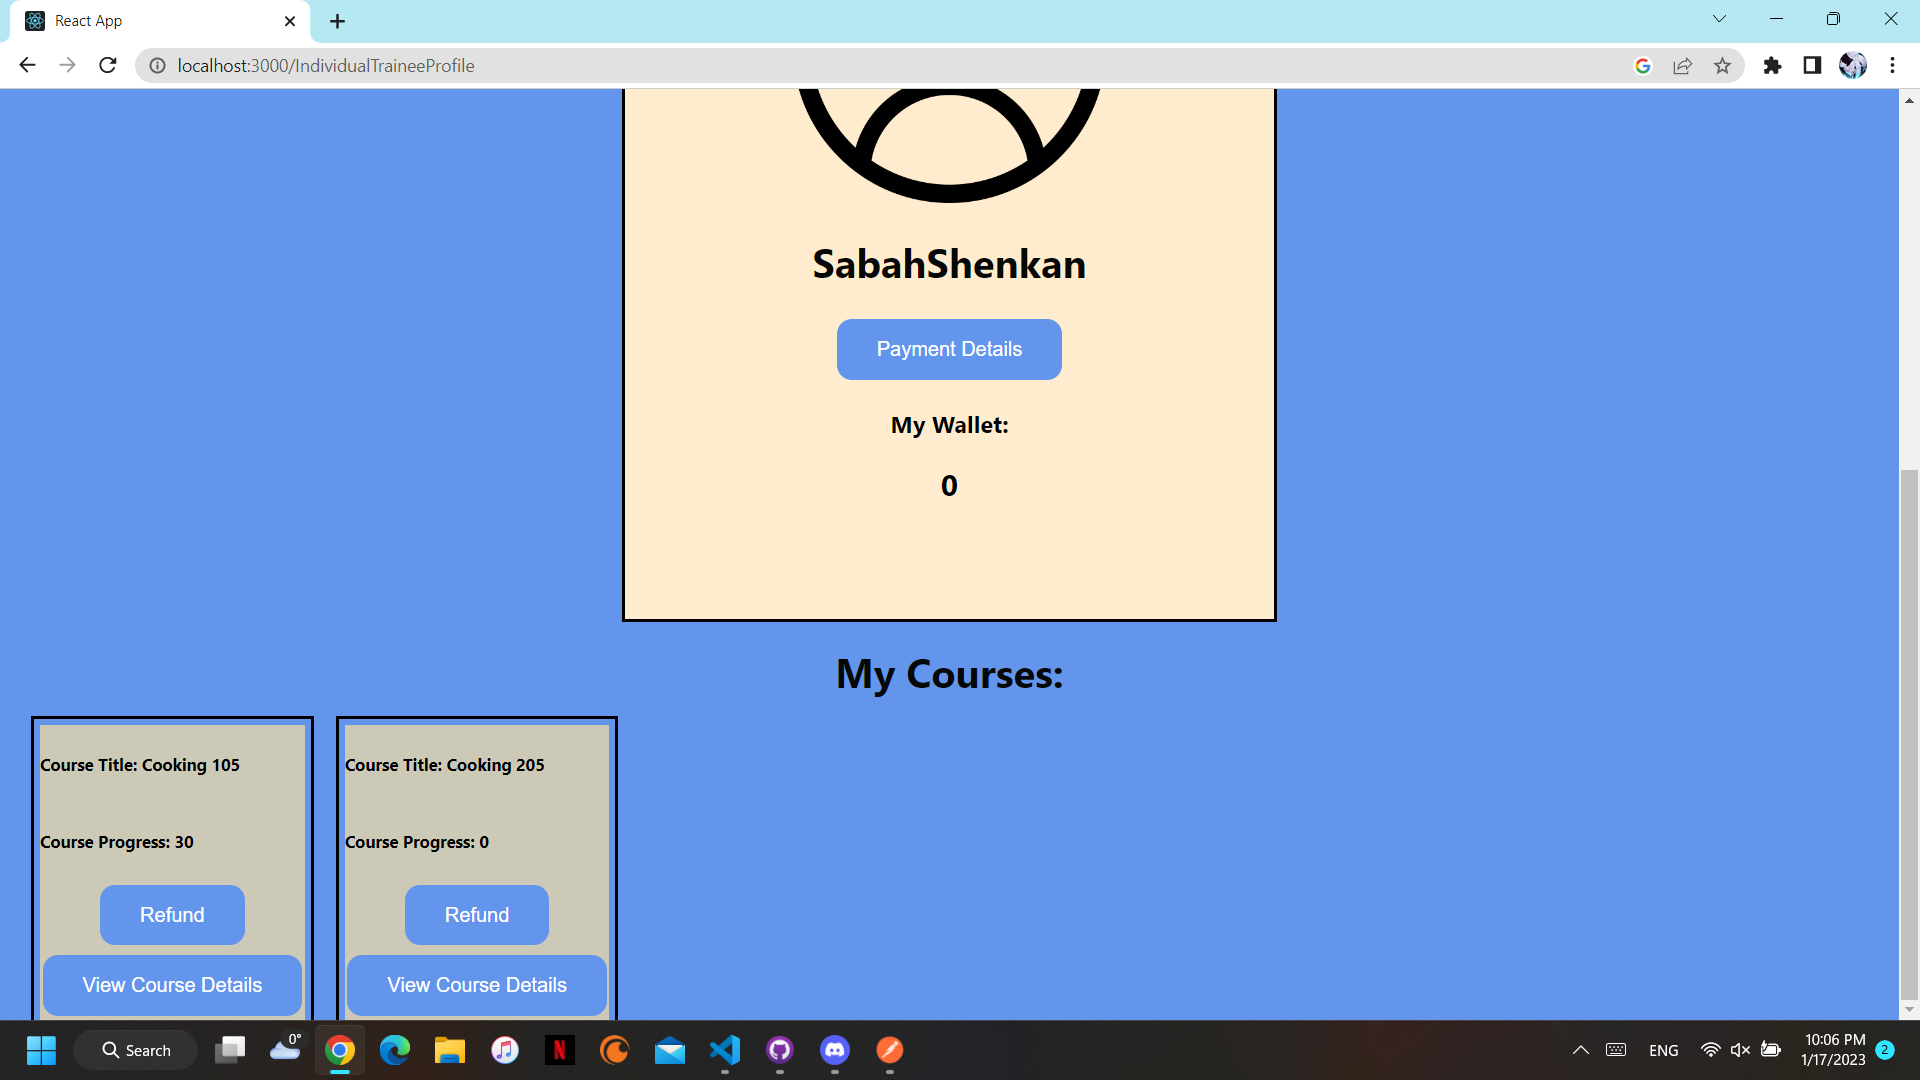 React App
localhost:3000/IndividualTraineeProfile
SabahShenkan
Payment Details
My Wallet:
0
My Courses:
Course Title: Cooking 105
Course Progress: 30
Refund
View Course Details
Course Title: Cooking 205
Course Progress: 0
Refund
View Course Details
Search
0°
N
ENG
10:06 PM
1/17/2023
2